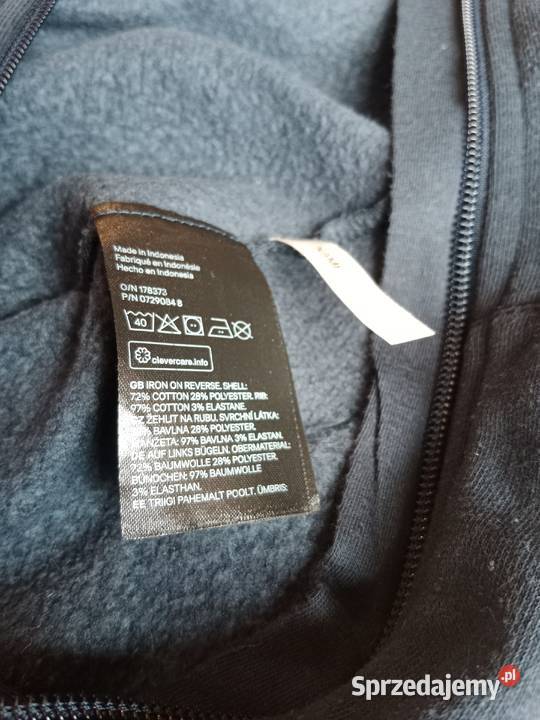 Made in Indonesia
Fabriqué en Indonésie
Hecho en Indonesia
O/N 178373
P/N 0729084 8
40
clevercare.info
GB IRON ON REVERSE. SHELL:
72% COTTON 28% POLYESTER. RIB:
97% COTTON 3% ELASTANE.
ŽEHLIT NA RUBU. SVRCHNÍ LÁTKA:
BAVLNA 28% POLYESTER.
97% BAVLNA 3% ELASTAN.
DE AUF LINKS BÜGELN. OBERMATERIAL:
72% BAUMWOLLE 28% POLYESTER.
BÜNDCHEN: 97% BAUMWOLLE
3% ELASTHAN.
EE TRIIGI PAHEMALT POOLT. ÜMBRIS:
Sprzedajemy.pl